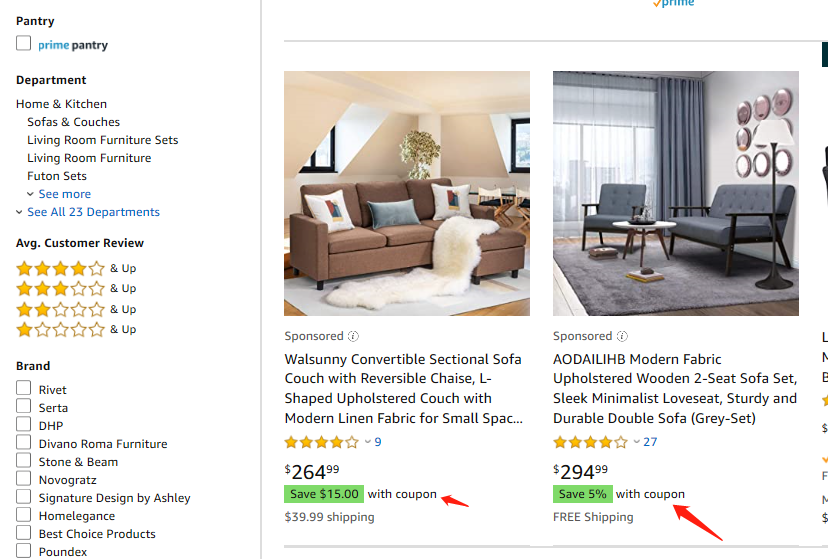 Pantry
prime pantry
Department
Home & Kitchen
Sofas & Couches
Living Room Furniture Sets
Living Room Furniture
Futon Sets
See more
See All 23 Departments
Avg. Customer Review
& Up
& Up
& Up
& Up
Brand
Rivet
Serta
DHP
Divano Roma Furniture
Stone & Beam
Novogratz
Signature Design by Ashley
Homelegance
Best Choice Products
Poundex
prime
Sponsored
Walsunny Convertible Sectional Sofa
Couch with Reversible Chaise, L-
Shaped Upholstered Couch with
Modern Linen Fabric for Small Spac...
9
$264.99
Save $15.00 with coupon
$39.99 shipping
Sponsored
AODAILIHB Modern Fabric
Upholstered Wooden 2-Seat Sofa Set,
Sleek Minimalist Loveseat, Sturdy and
Durable Double Sofa (Grey-Set)
27
$294.99
Save 5% with coupon
FREE Shipping